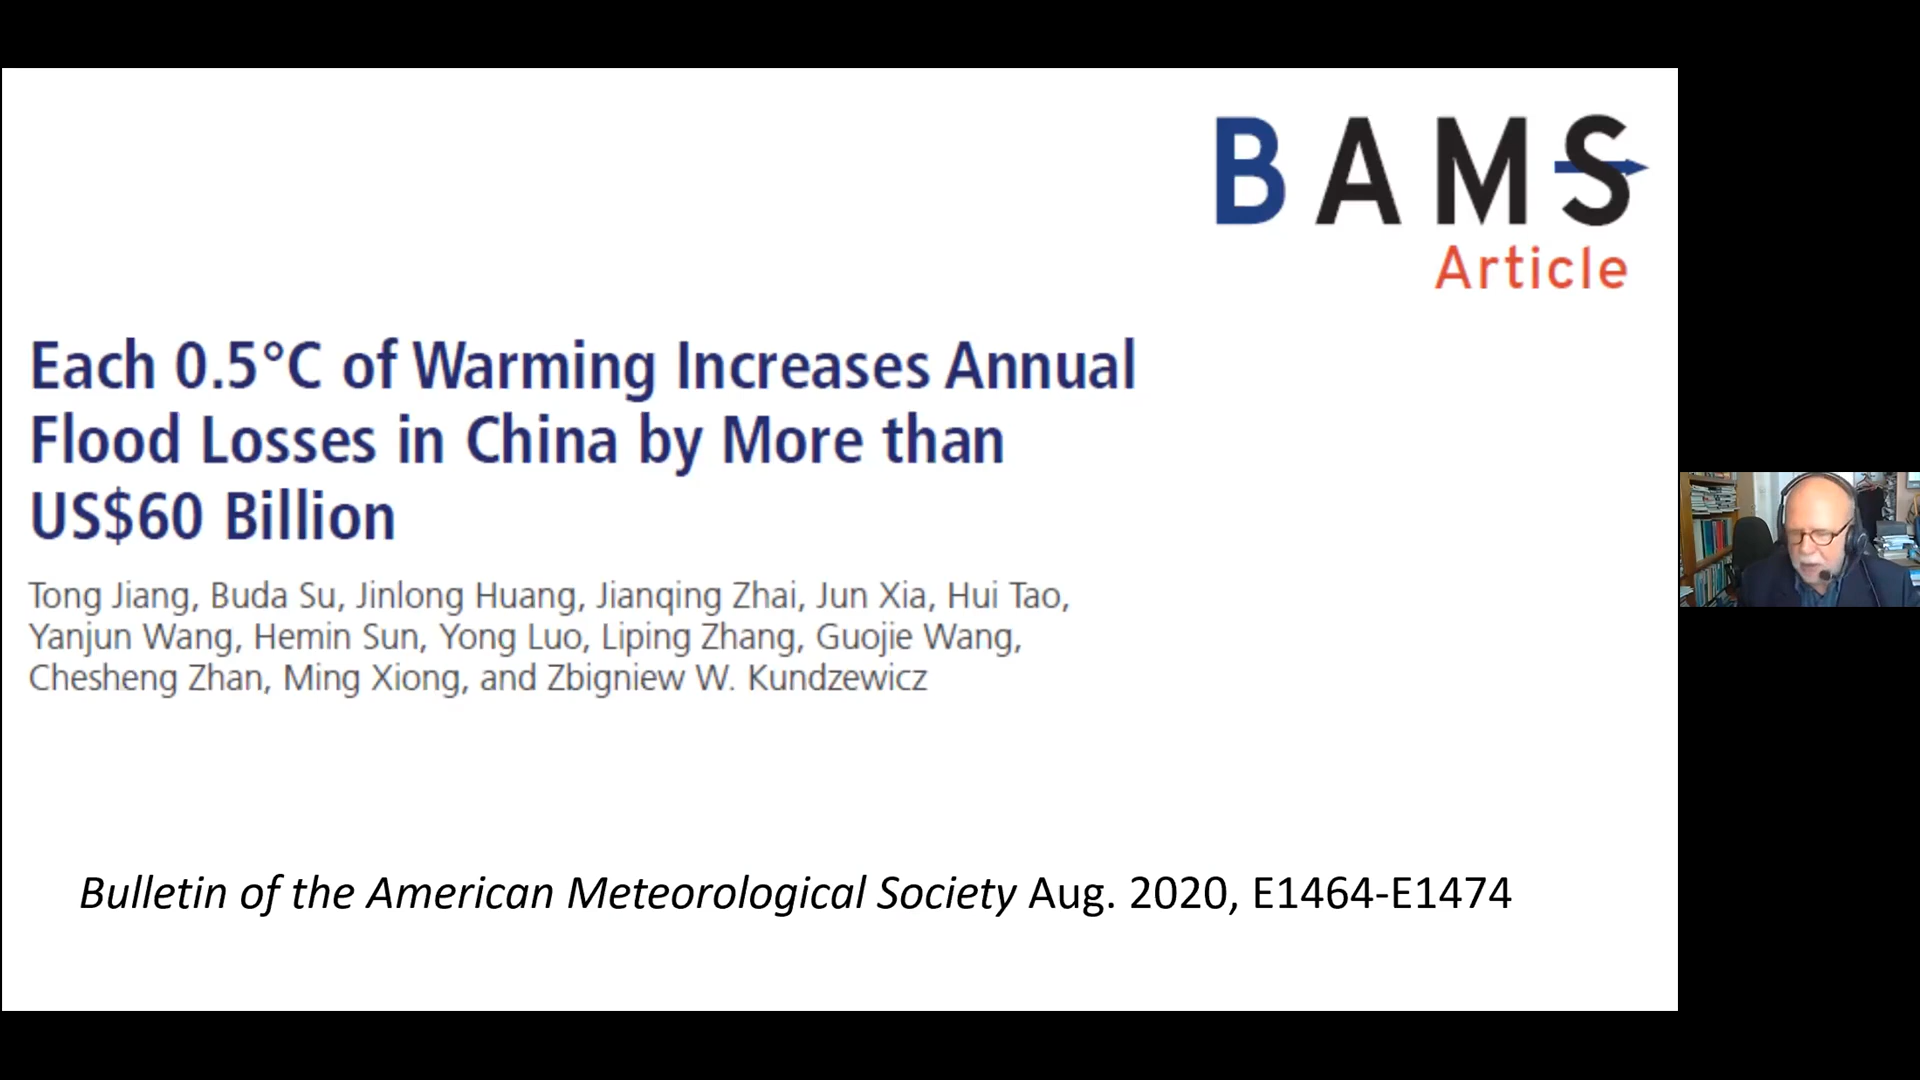 BAMS
Article
Each 0.5°C of Warming Increases Annual
Flood Losses in China by More than
US$60 Billion
Tong Jiang, Buda Su, Jinlong Huang, Jianqing Zhai, Jun Xia, Hui Tao,
Yanjun Wang, Hemin Sun, Yong Luo, Liping Zhang, Guojie Wang,
Chesheng Zhan, Ming Xiong, and Zbigniew W. Kundzewicz
Bulletin of the American Meteorological Society Aug. 2020, E1464-E1474